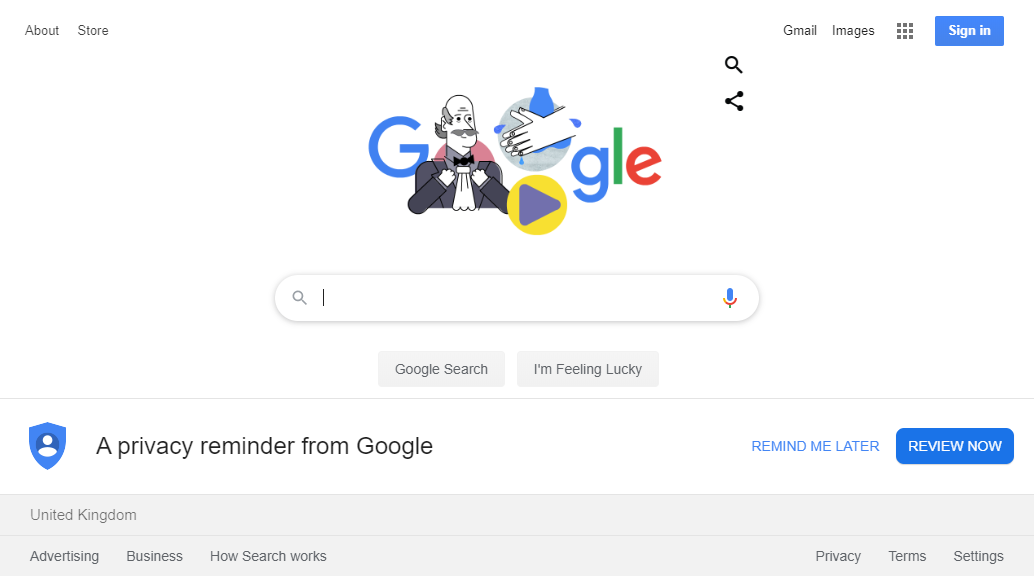 About Store
Gmail Images Sign in
Google
Google Search I'm Feeling Lucky
A privacy reminder from Google
REMIND ME LATER REVIEW NOW
United Kingdom
Advertising Business How Search works
Privacy Terms Settings